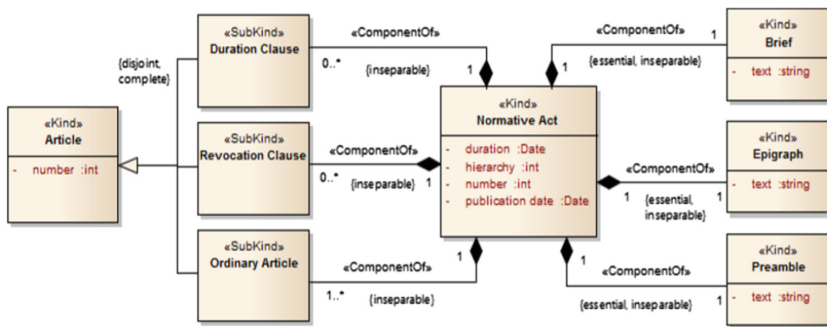 «SubKind»
Duration Clause
«ComponentOf»
0..*
{inseparable}
1
{disjoint,
complete}
«Kind»
Article
- number :int
«SubKind»
Revocation Clause
«ComponentOf»
0..*
{inseparable}
1
«SubKind»
Ordinary Article
«ComponentOf»
1..*
{inseparable}
1
«Kind»
Normative Act
- duration :Date
- hierarchy :int
- number :int
- publication date :Date
«ComponentOf»
1
1
{essential, inseparable}
«Kind»
Brief
- text :string
«ComponentOf»
1
1
{essential,
inseparable}
«Kind»
Epigraph
- text :string
«ComponentOf»
1
1
{essential, inseparable}
«Kind»
Preamble
- text :string